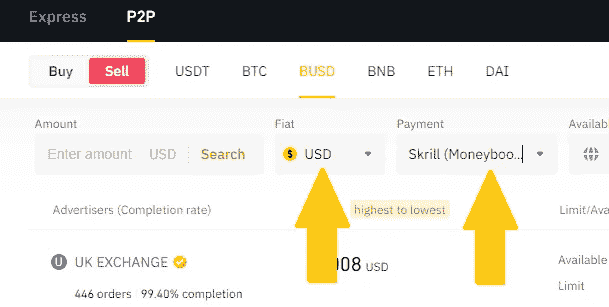 Express P2P
Buy Sell USDT BTC BUSD BNB ETH DAI
Amount Fiat Payment Availabl
Enter amount USD Search $ USD Skrill (Moneyboo...
Advertisers (Completion rate) highest to lowest Limit/Ava
U UK EXCHANGE 008 USD Available
446 orders 99.40% completion Limit